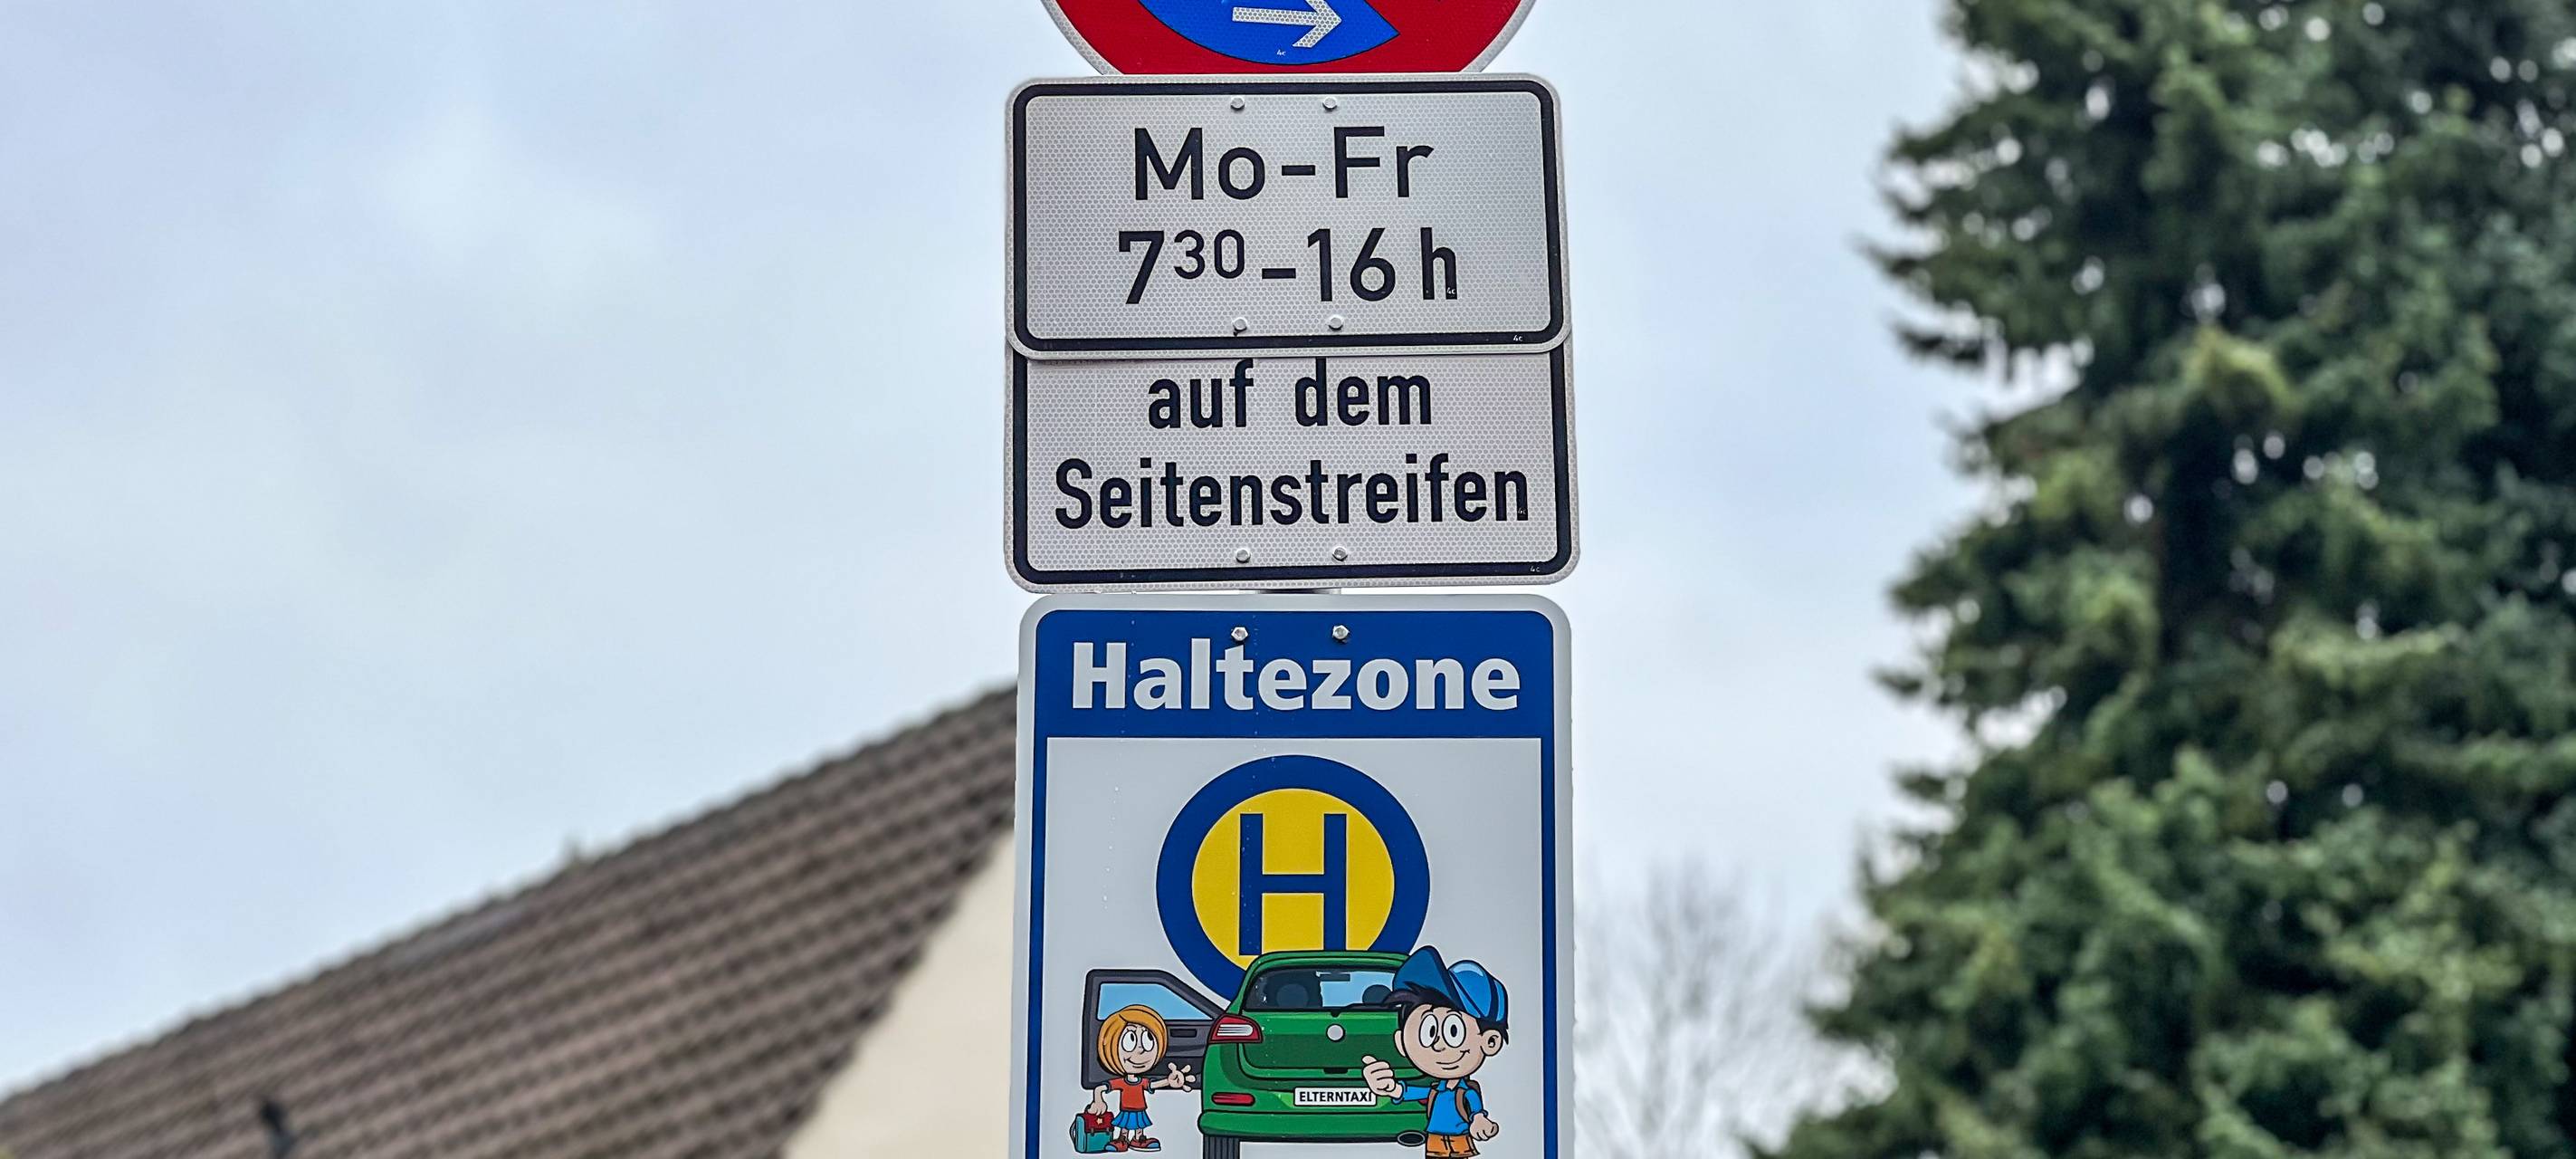 Mo-Fr
7³⁰-16 h
auf dem
Seitenstreifen
Haltezone
H
ELTERNTAXI